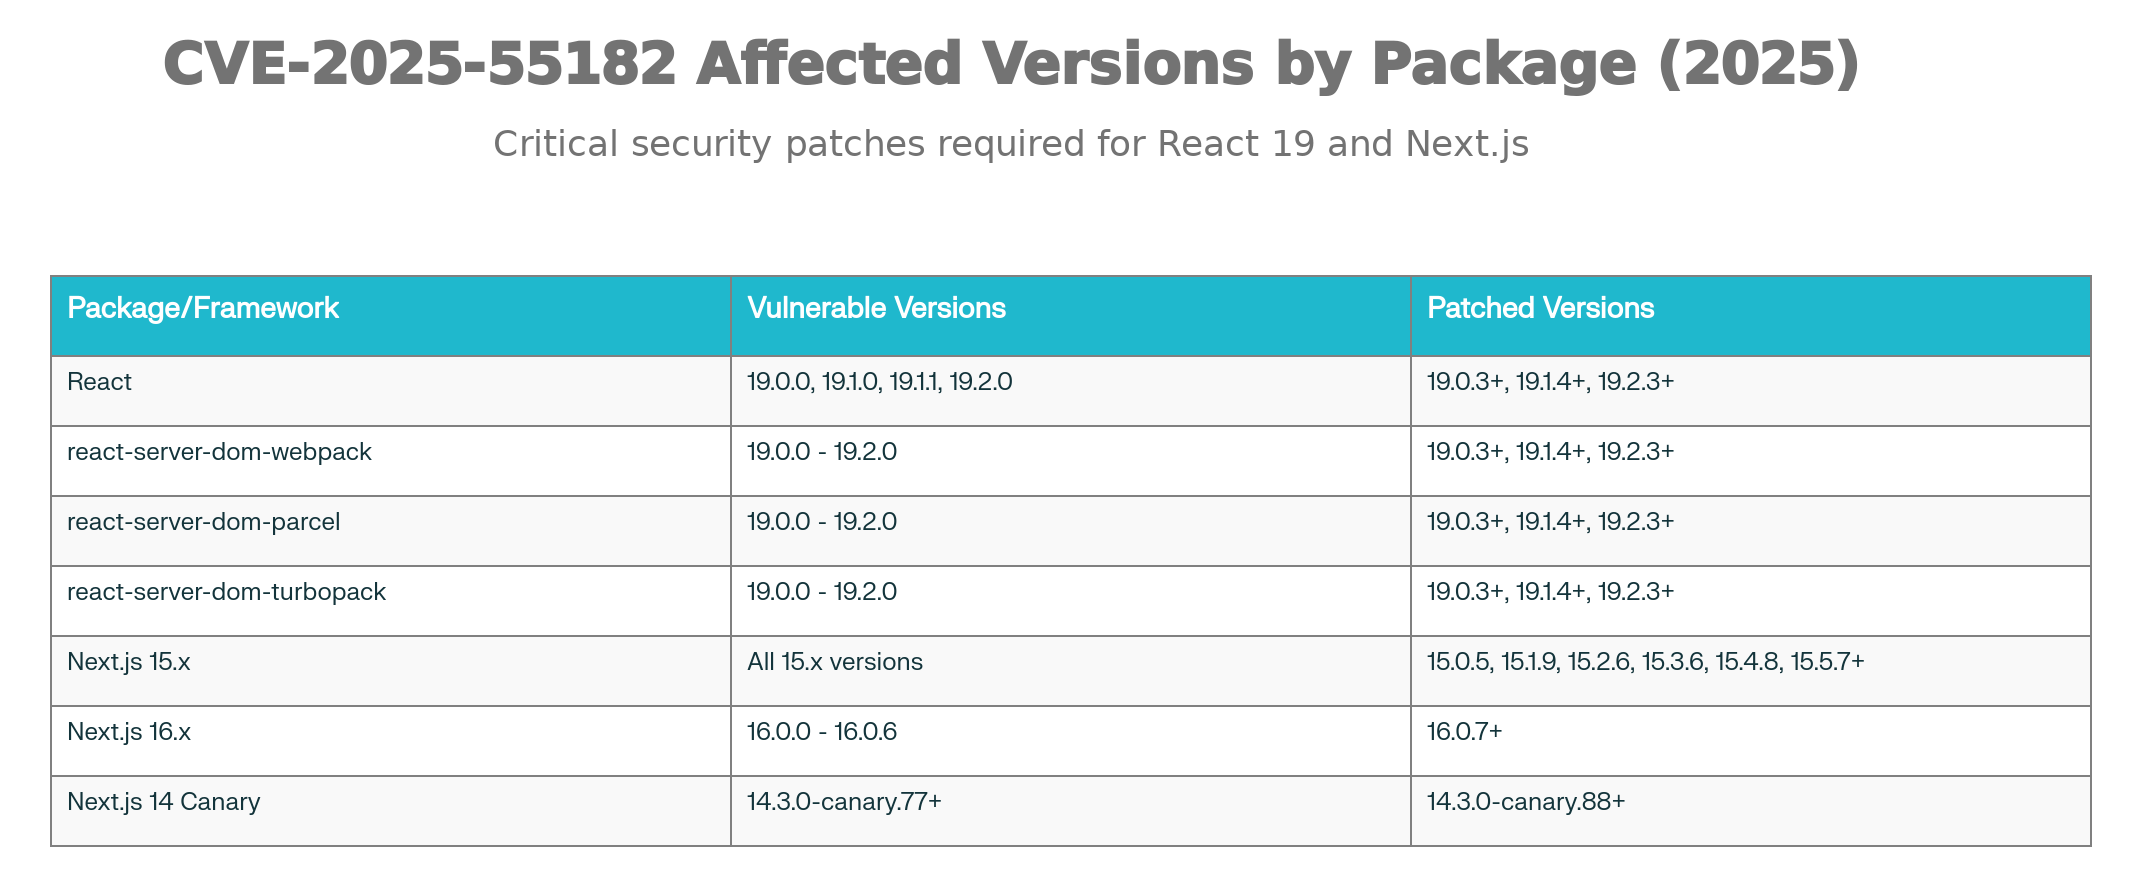 CVE-2025-55182 Affected Versions by Package (2025)
Critical security patches required for React 19 and Next.js
Package/Framework Vulnerable Versions Patched Versions
React 19.0.0, 19.1.0, 19.1.1, 19.2.0 19.0.3+, 19.1.4+, 19.2.3+
react-server-dom-webpack 19.0.0 - 19.2.0 19.0.3+, 19.1.4+, 19.2.3+
react-server-dom-parcel 19.0.0 - 19.2.0 19.0.3+, 19.1.4+, 19.2.3+
react-server-dom-turbopack 19.0.0 - 19.2.0 19.0.3+, 19.1.4+, 19.2.3+
Next.js 15.x All 15.x versions 15.0.5, 15.1.9, 15.2.6, 15.3.6, 15.4.8, 15.5.7+
Next.js 16.x 16.0.0 - 16.0.6 16.0.7+
Next.js 14 Canary 14.3.0-canary.77+ 14.3.0-canary.88+